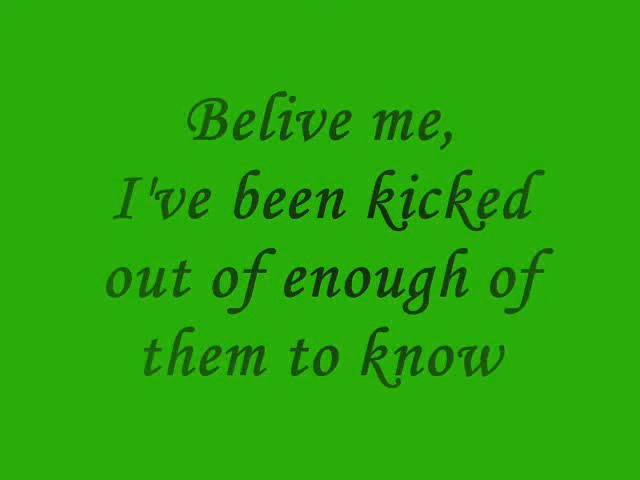 Belive me,
I've been kicked
out of enough of
them to know